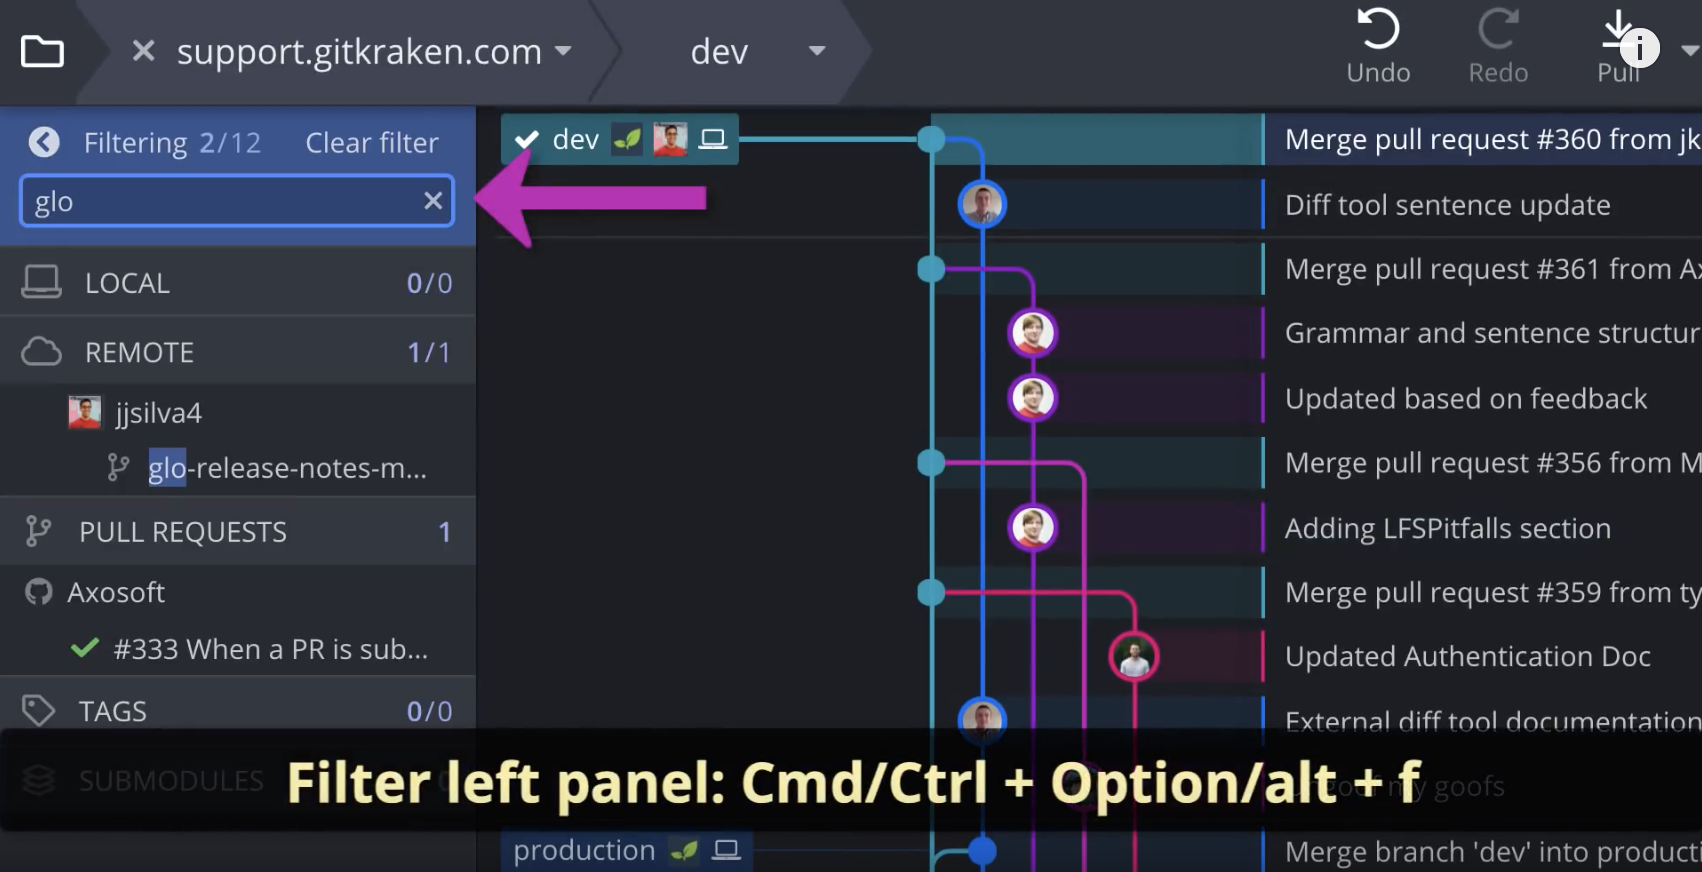 support.gitkraken.com
dev
Undo
Redo
Pull
Filtering 2/12
Clear filter
glo
LOCAL 0/0
REMOTE 1/1
jjsilva4
glo-release-notes-m...
PULL REQUESTS 1
Axosoft
#333 When a PR is sub...
TAGS 0/0
SUBMODULES 0
dev
Merge pull request #360 from jk
Diff tool sentence update
Merge pull request #361 from Ax
Grammar and sentence structur
Updated based on feedback
Merge pull request #356 from M
Adding LFSPitfalls section
Merge pull request #359 from ty
Updated Authentication Doc
External diff tool documentation
my goofs
Filter left panel: Cmd/Ctrl + Option/alt + f
production
Merge branch 'dev' into producti